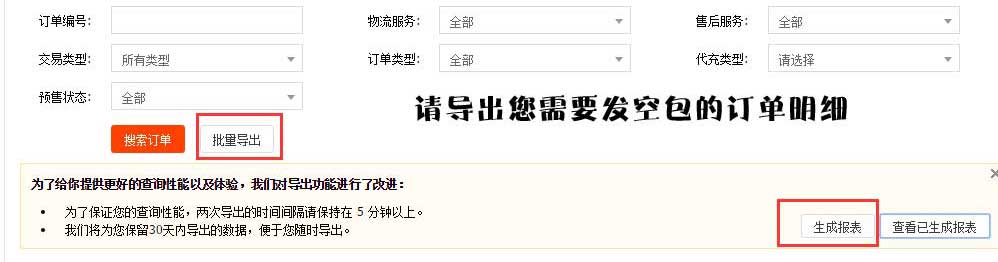 订单编号： 物流服务： 全部 售后服务： 全部
交易类型： 所有类型 订单类型： 全部 代充类型： 请选择
预售状态： 全部
请导出您需要发空包的订单明细
搜索订单 批量导出
为了给你提供更好的查询性能以及体验，我们对导出功能进行了改进：
为了保证您的查询性能，两次导出的时间间隔请保持在 5 分钟以上。
我们将为您保留30天内导出的数据，便于您随时导出。
生成报表 查看已生成报表